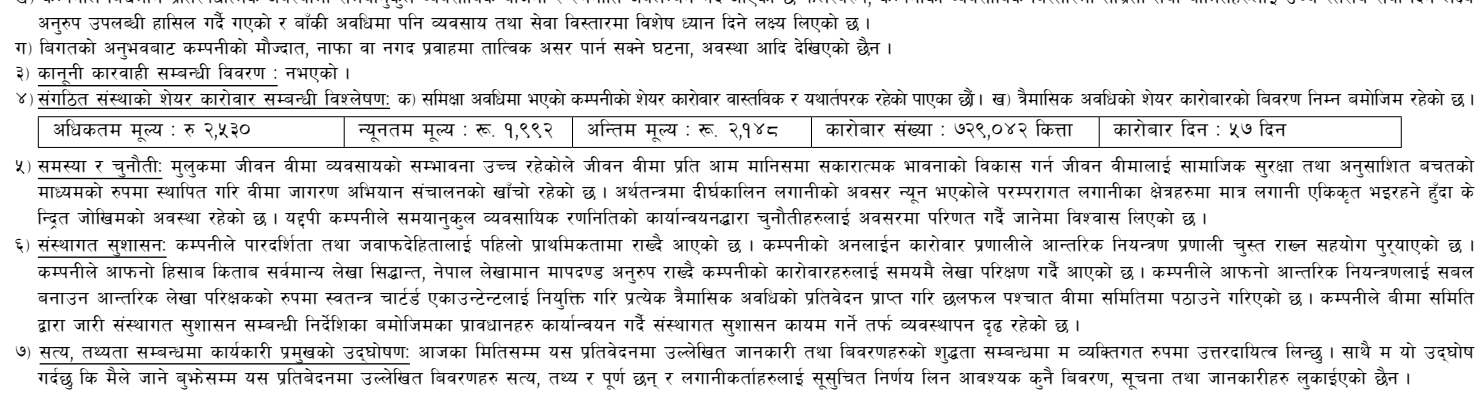 अनुरुप उपलब्धी हासिल गर्दै गएको र बाँकी अवधिमा पनि व्यवसाय तथा सेवा विस्तारमा विशेष ध्यान दिने लक्ष्य लिएको छ ।
ग) बिगतको अनुभवबाट कम्पनीको मौज्दात, नाफा वा नगद प्रवाहमा तात्विक असर पार्न सक्ने घटना, अवस्था आदि देखिएको छैन ।
३) कानूनी कारवाही सम्बन्धी विवरण : नभएको ।
४) संगठित संस्थाको शेयर कारोवार सम्बन्धी विश्लेषण: क) समिक्षा अवधिमा भएको कम्पनीको शेयर कारोवार वास्तविक र यथार्तपरक रहेको पाएका छौं। ख) त्रैमासिक अवधिको शेयर कारोबारको बिवरण निम्न बमोजिम रहेको छ।
अधिकतम मूल्य : रु २,५३० न्यूनतम मूल्य : रू. १,९९२ अन्तिम मूल्य : रू. २,१४८ कारोबार संख्या : ७२९,०४२ कित्ता कारोबार दिन : ५७ दिन
५) समस्या र चुनौती: मुलुकमा जीवन वीमा व्यवसायको सम्भावना उच्च रहेकोले जीवन बीमा प्रति आम मानिसमा सकारात्मक भावनाको विकास गर्न जीवन बीमालाई सामाजिक सुरक्षा तथा अनुसाशित बचतको
माध्यमको रुपमा स्थापित गरि वीमा जागरण अभियान संचालनको खाँचो रहेको छ । अर्थतन्त्रमा दीर्घकालिन लगानीको अवसर न्यून भएकोले परम्परागत लगानीका क्षेत्रहरुमा मात्र लगानी एकिकृत भइरहने हुँदा के
न्द्रित जोखिमको अवस्था रहेको छ । यद्दपी कम्पनीले समयानुकुल व्यवसायिक रणनितिको कार्यान्वयनद्वारा चुनौतीहरुलाई अवसरमा परिणत गर्दै जानेमा बिश्वास लिएको छ ।
६) संस्थागत सुशासन: कम्पनीले पारदर्शिता तथा जवाफदेहितालाई पहिलो प्राथमिकतामा राख्दै आएको छ । कम्पनीको अनलाईन कारोवार प्रणालीले आन्तरिक नियन्त्रण प्रणाली चुस्त राख्न सहयोग पुर्‍याएको छ ।
कम्पनीले आफनो हिसाब किताब सर्वमान्य लेखा सिद्धान्त, नेपाल लेखामान मापदण्ड अनुरुप राख्दै कम्पनीको कारोवारहरुलाई समयमै लेखा परिक्षण गर्दै आएको छ । कम्पनीले आफनो आन्तरिक नियन्त्रणलाई सबल
बनाउन आन्तरिक लेखा परिक्षकको रुपमा स्वतन्त्र चार्टर्ड एकाउन्टेन्टलाई नियुक्ति गरि प्रत्येक त्रैमासिक अवधिको प्रतिवेदन प्राप्त गरि छलफल पश्चात वीमा समितिमा पठाउने गरिएको छ । कम्पनीले बीमा समिति
द्वारा जारी संस्थागत सुशासन सम्बन्धी निर्देशिका बमोजिमका प्रावधानहरु कार्यान्वयन गर्दै संस्थागत सुशासन कायम गर्ने तर्फ व्यवस्थापन दृढ रहेको छ ।
७) सत्य, तथ्यता सम्बन्धमा कार्यकारी प्रमुखको उद्घोषण: आजका मितिसम्म यस प्रतिवेदनमा उल्लेखित जानकारी तथा बिवरणहरुको शुद्धता सम्बन्धमा म व्यक्तिगत रुपमा उत्तरदायित्व लिन्छु । साथै म यो उद्घोष
गर्दछु कि मैले जाने बुझेसम्म यस प्रतिवेदनमा उल्लेखित बिवरणहरु सत्य, तथ्य र पूर्ण छन् र लगानीकर्ताहरुलाई सूसुचित निर्णय लिन आवश्यक कुनै बिवरण, सूचना तथा जानकारीहरु लुकाईएको छैन ।